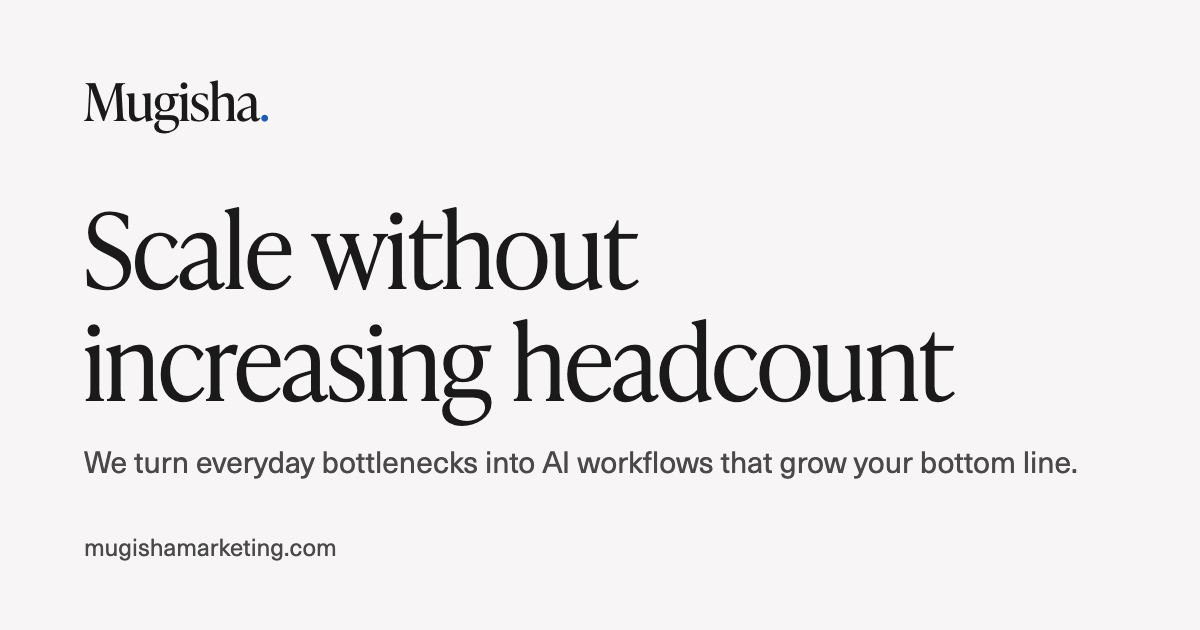 Mugisha.
Scale without
increasing headcount
We turn everyday bottlenecks into AI workflows that grow your bottom line.
mugishamarketing.com